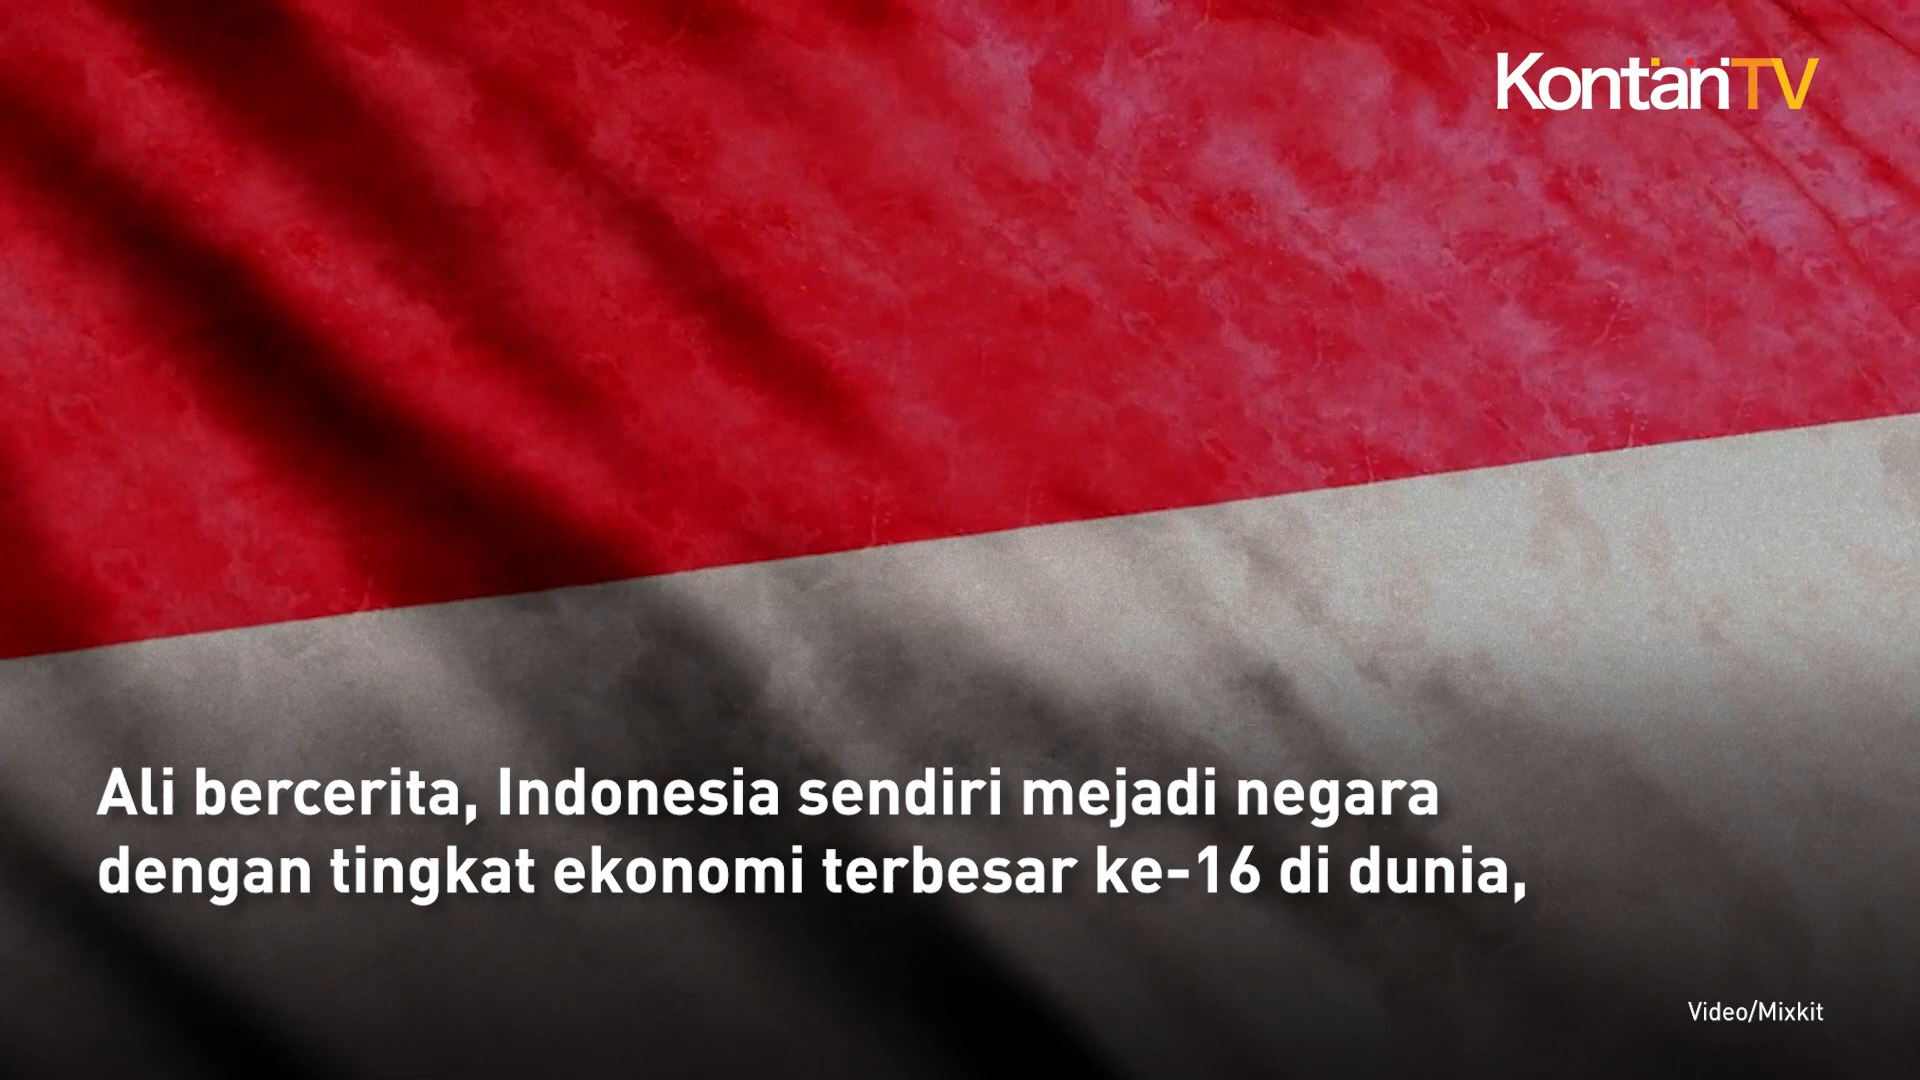 KontanTV
Ali bercerita, Indonesia sendiri mejadi negara
dengan tingkat ekonomi terbesar ke-16 di dunia,
Video/Mixkit